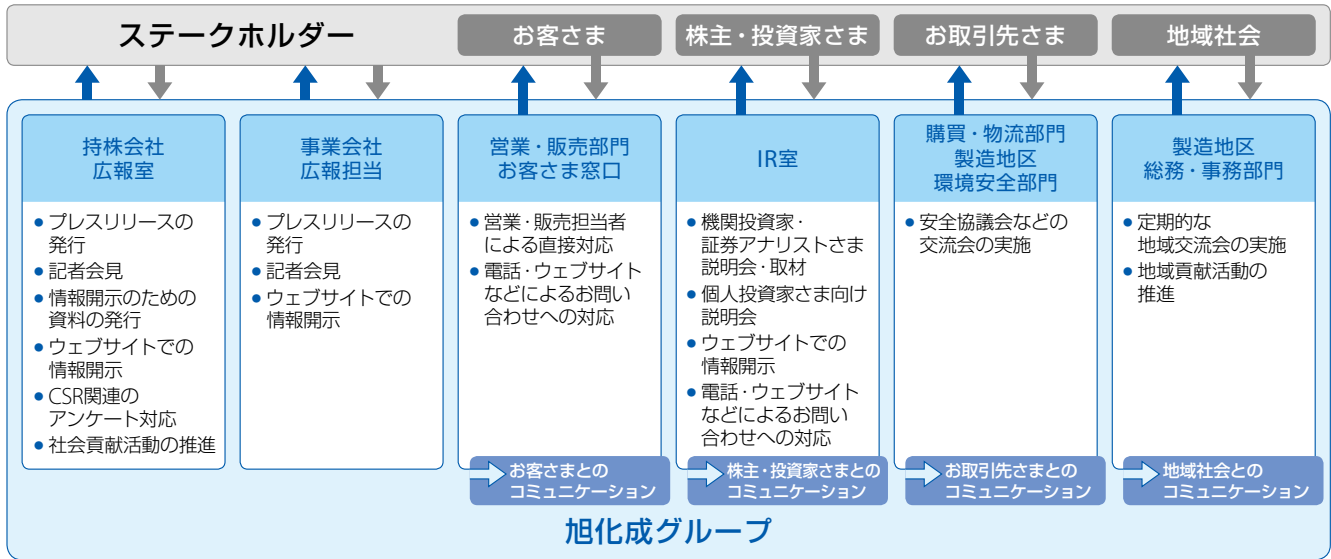 ステークホルダー
お客さま
株主・投資家さま
お取引先さま
地域社会
持株会社
広報室
●プレスリリースの
発行
●記者会見
●情報開示のための
資料の発行
●ウェブサイトでの
情報開示
●CSR関連の
アンケート対応
●社会貢献活動の推進
事業会社
広報担当
●プレスリリースの
発行
●記者会見
●ウェブサイトでの
情報開示
営業・販売部門
お客さま窓口
●営業・販売担当者
による直接対応
●電話・ウェブサイト
などによるお問い
合わせへの対応
お客さまとの
コミュニケーション
IR室
●機関投資家・
証券アナリストさま
説明会・取材
●個人投資家さま向け
説明会
●ウェブサイトでの
情報開示
●電話・ウェブサイト
などによるお問い
合わせへの対応
株主・投資家さまとの
コミュニケーション
購買・物流部門
製造地区
環境安全部門
●安全協議会などの
交流会の実施
お取引先さまとの
コミュニケーション
製造地区
総務・事務部門
●定期的な
地域交流会の実施
●地域貢献活動の
推進
地域社会との
コミュニケーション
旭化成グループ